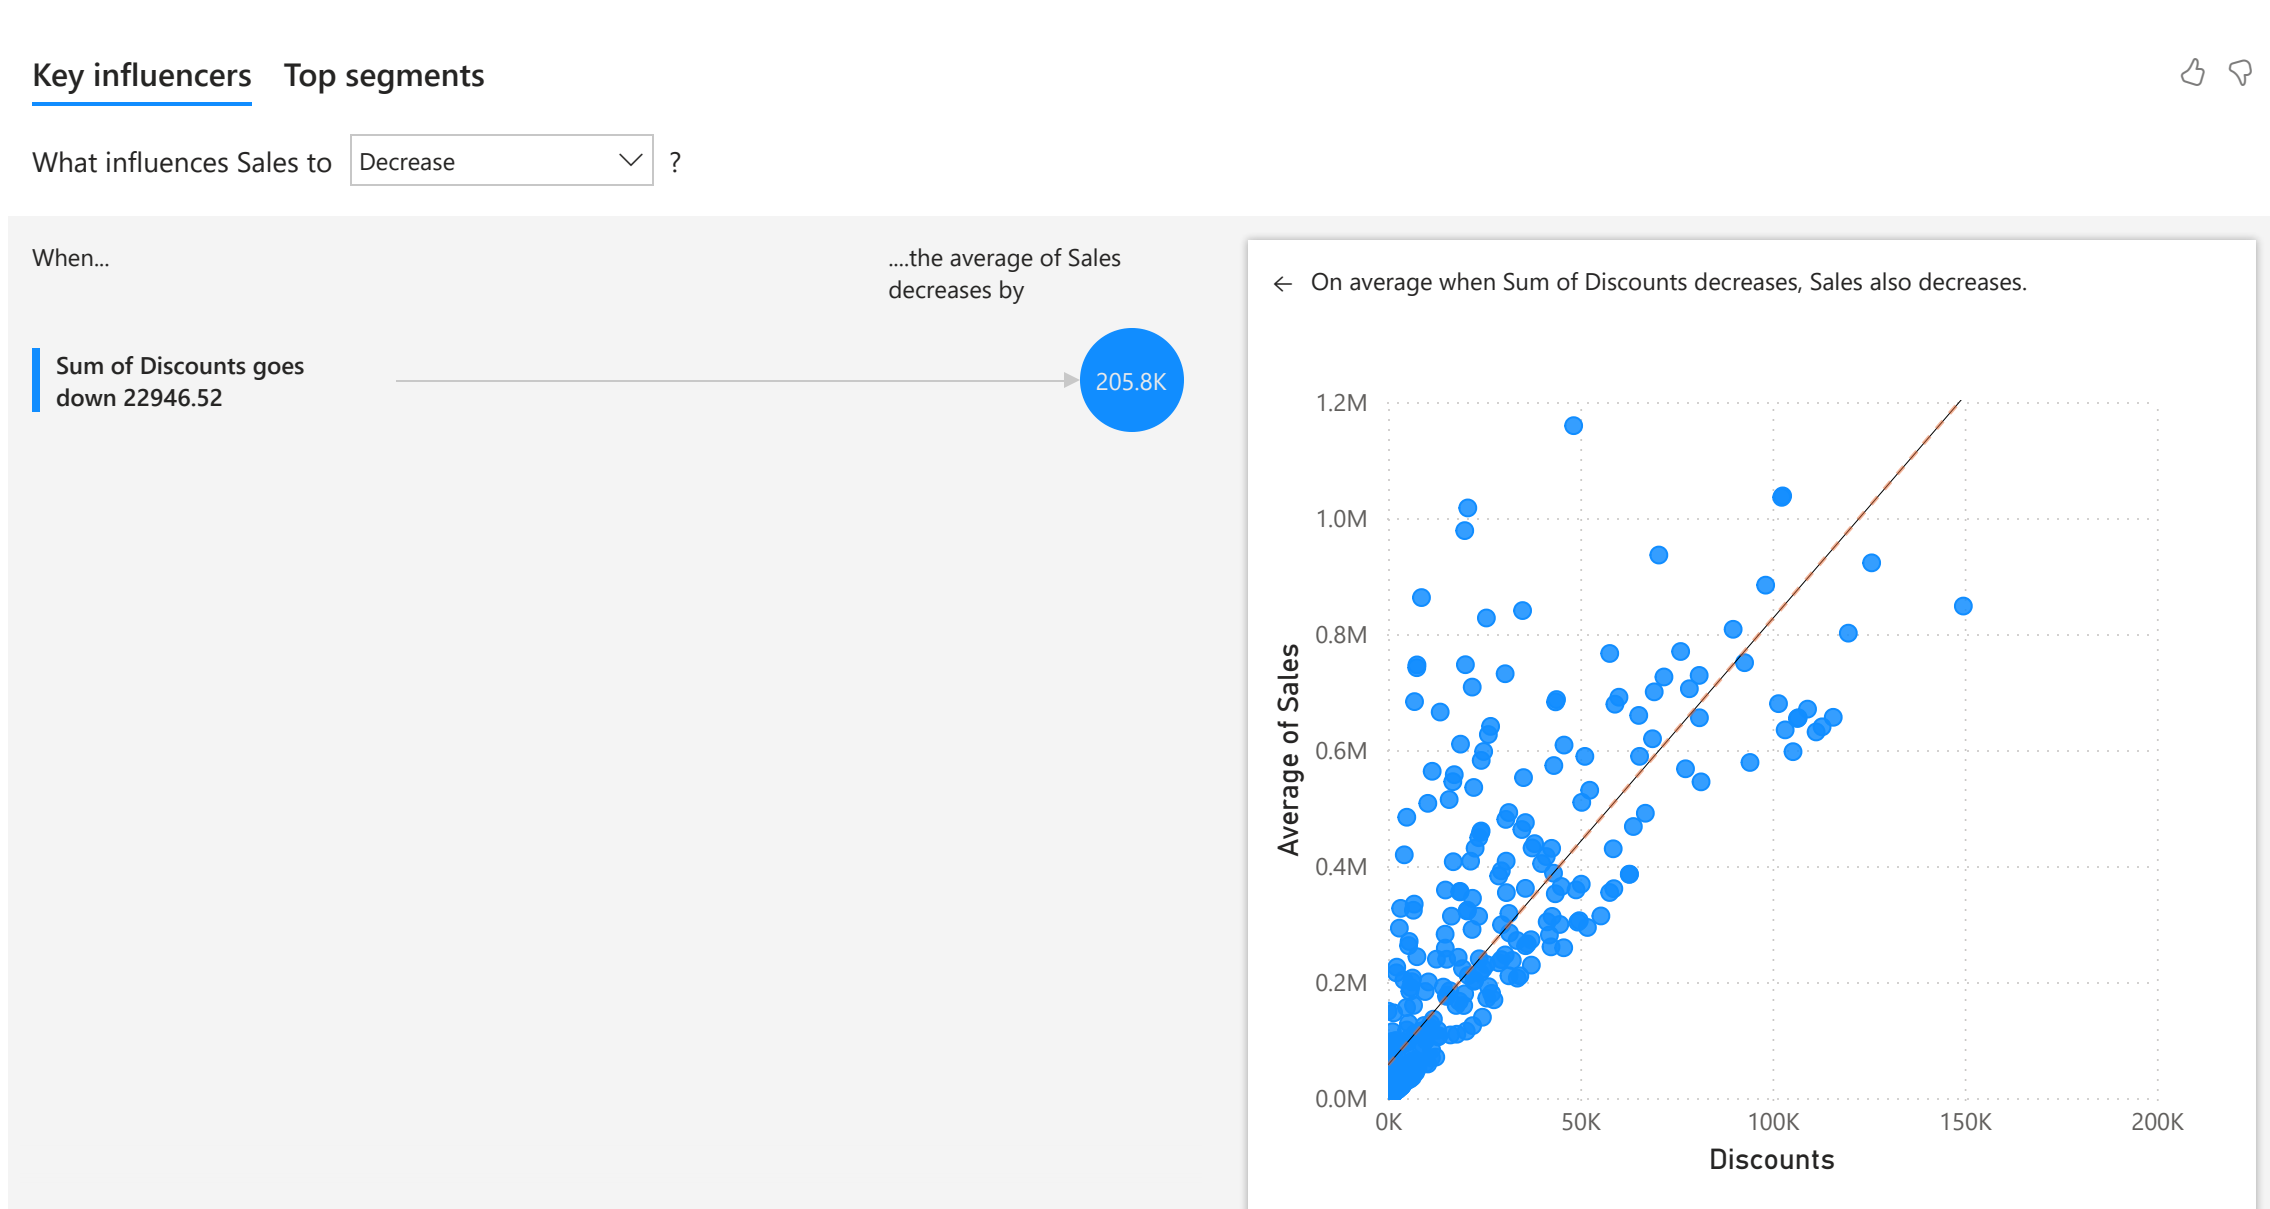 Key influencers
Top segments
What influences Sales to
Decrease
?
When...
....the average of Sales
decreases by
Sum of Discounts goes
down 22946.52
205.8K
On average when Sum of Discounts decreases, Sales also decreases.
Average of Sales
1.2M
1.0M
0.8M
0.6M
0.4M
0.2M
0.0M
0K
50K
100K
150K
200K
Discounts